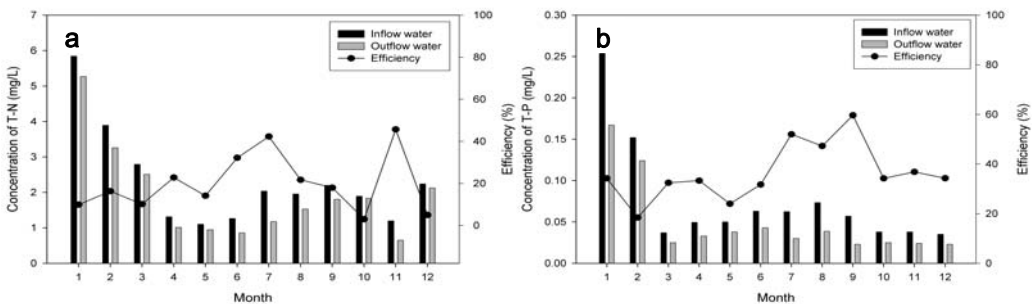 a
Inflow water
Outflow water
Efficiency
Concentration of T-N (mg/L)
7
6
5
4
3
2
1
0
100
80
60
40
20
0
Efficiency (%)
1 2 3 4 5 6 7 8 9 10 11 12
Month
b
Inflow water
Outflow water
Efficiency
Concentration of T-P (mg/L)
0.30
0.25
0.20
0.15
0.10
0.05
0.00
100
80
60
40
20
0
Efficiency (%)
1 2 3 4 5 6 7 8 9 10 11 12
Month